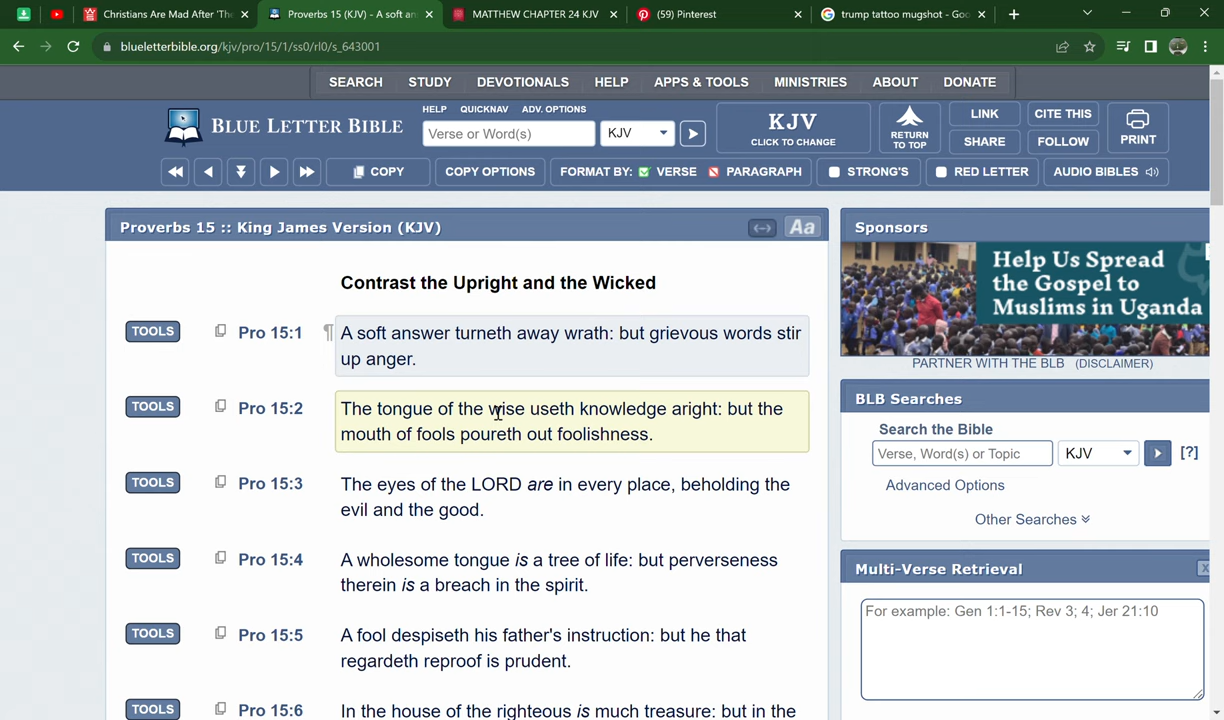 Christians Are Mad After 'The
Proverbs 15 (KJV) - A soft an
MATTHEW CHAPTER 24 KJV
(59) Pinterest
trump tattoo mugshot - Goo
blueletterbible.org/kjv/pro/15/1/ss0/rl0/s_643001
SEARCH STUDY DEVOTIONALS HELP APPS & TOOLS MINISTRIES ABOUT DONATE
BLUE LETTER BIBLE
HELP QUICKNAV ADV. OPTIONS
Verse or Word(s) KJV
KJV
CLICK TO CHANGE
RETURN
TO TOP
LINK CITE THIS
SHARE FOLLOW
PRINT
COPY COPY OPTIONS FORMAT BY: VERSE PARAGRAPH STRONG'S RED LETTER AUDIO BIBLES
Proverbs 15 :: King James Version (KJV) Aa
Contrast the Upright and the Wicked
TOOLS Pro 15:1 ¶ A soft answer turneth away wrath: but grievous words stir
up anger.
TOOLS Pro 15:2 The tongue of the wise useth knowledge aright: but the
mouth of fools poureth out foolishness.
TOOLS Pro 15:3 The eyes of the LORD are in every place, beholding the
evil and the good.
TOOLS Pro 15:4 A wholesome tongue is a tree of life: but perverseness
therein is a breach in the spirit.
TOOLS Pro 15:5 A fool despiseth his father's instruction: but he that
regardeth reproof is prudent.
TOOLS Pro 15:6 In the house of the righteous is much treasure: but in the
Sponsors
Help Us Spread
the Gospel to
Muslims in Uganda
PARTNER WITH THE BLB (DISCLAIMER)
BLB Searches
Search the Bible
Verse, Word(s) or Topic KJV [?]
Advanced Options
Other Searches
Multi-Verse Retrieval x
For example: Gen 1:1-15; Rev 3; 4; Jer 21:10